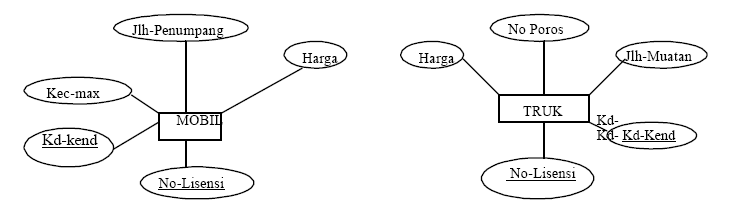 Jlh-Penumpang
Harga
Kec-max
MOBIL
Kd-kend
No-Lisensi
No Poros
Harga
Jlh-Muatan
TRUK
Kd-
Kd- Kd-Kend
No-Lisensi